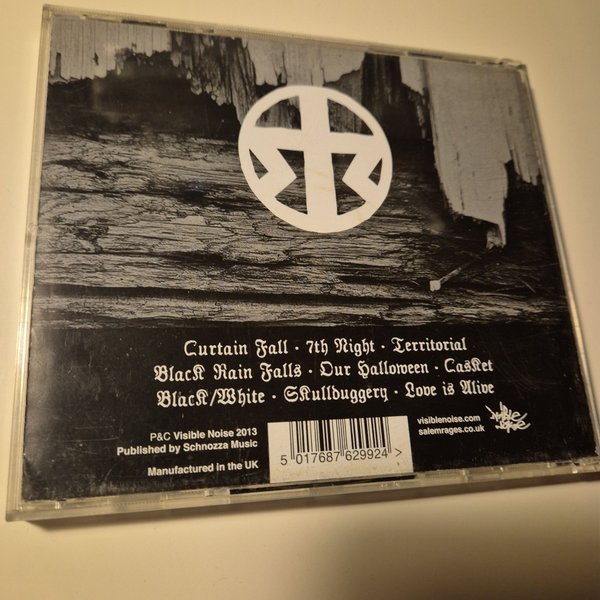 Curtain Fall · 7th Night · Territorial
Black Rain Falls · Our Halloween · Casket
Black/White · Skullduggery · Love is Alive
P&C Visible Noise 2013
Published by Schnozza Music
Manufactured in the UK
5 017687 629924 >
visiblenoise.com
salemrages.co.uk